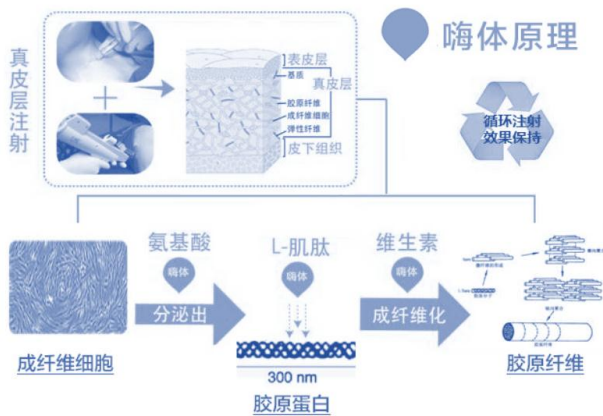 嗨体原理
真皮层注射
表皮层
基质
真皮层
胶原纤维
成纤维细胞
弹性纤维
皮下组织
循环注射
效果保持
氨基酸
嗨体
分泌出
L-肌肽
嗨体
维生素
嗨体
成纤维化
成纤维细胞
300 nm
胶原蛋白
胶原纤维